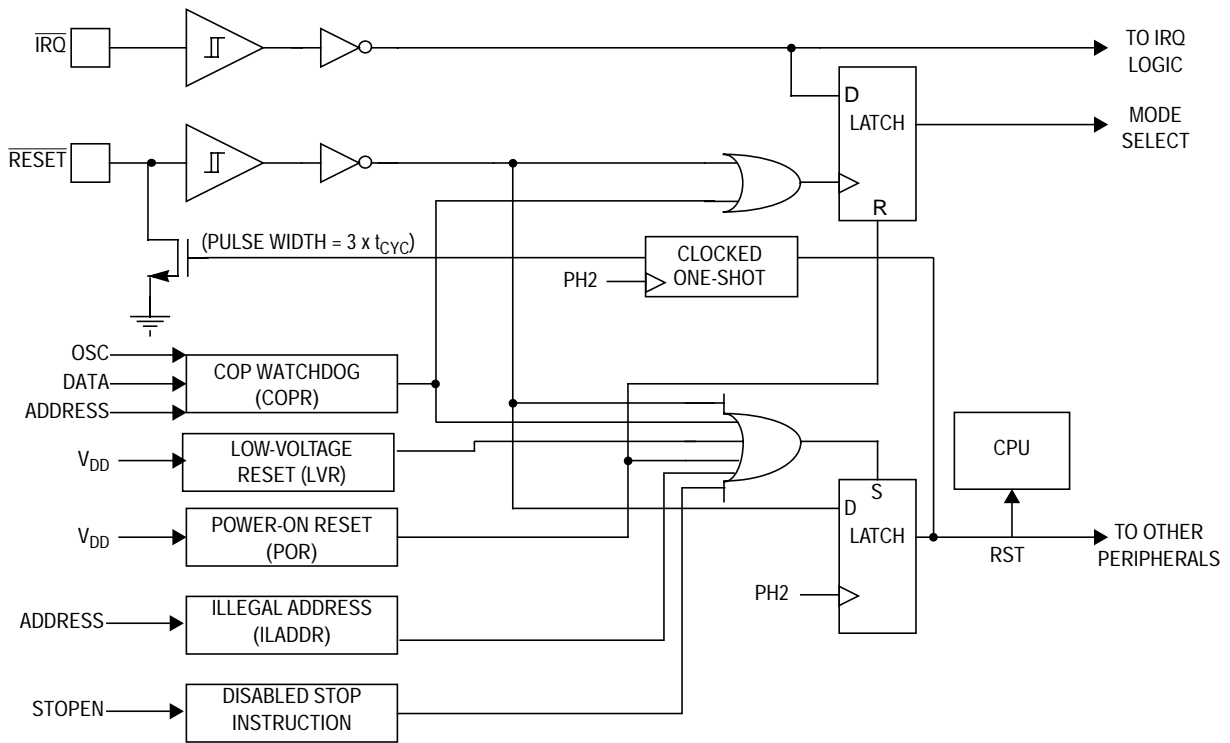 IRQ
TO IRQ
LOGIC
D
LATCH
MODE
SELECT
RESET
R
(PULSE WIDTH = 3 x tCYC)
CLOCKED
ONE-SHOT
PH2
OSC
DATA
ADDRESS
COP WATCHDOG
(COPR)
VDD
LOW-VOLTAGE
RESET (LVR)
CPU
S
D
LATCH
VDD
POWER-ON RESET
(POR)
RST
TO OTHER
PERIPHERALS
PH2
ADDRESS
ILLEGAL ADDRESS
(ILADDR)
STOPEN
DISABLED STOP
INSTRUCTION